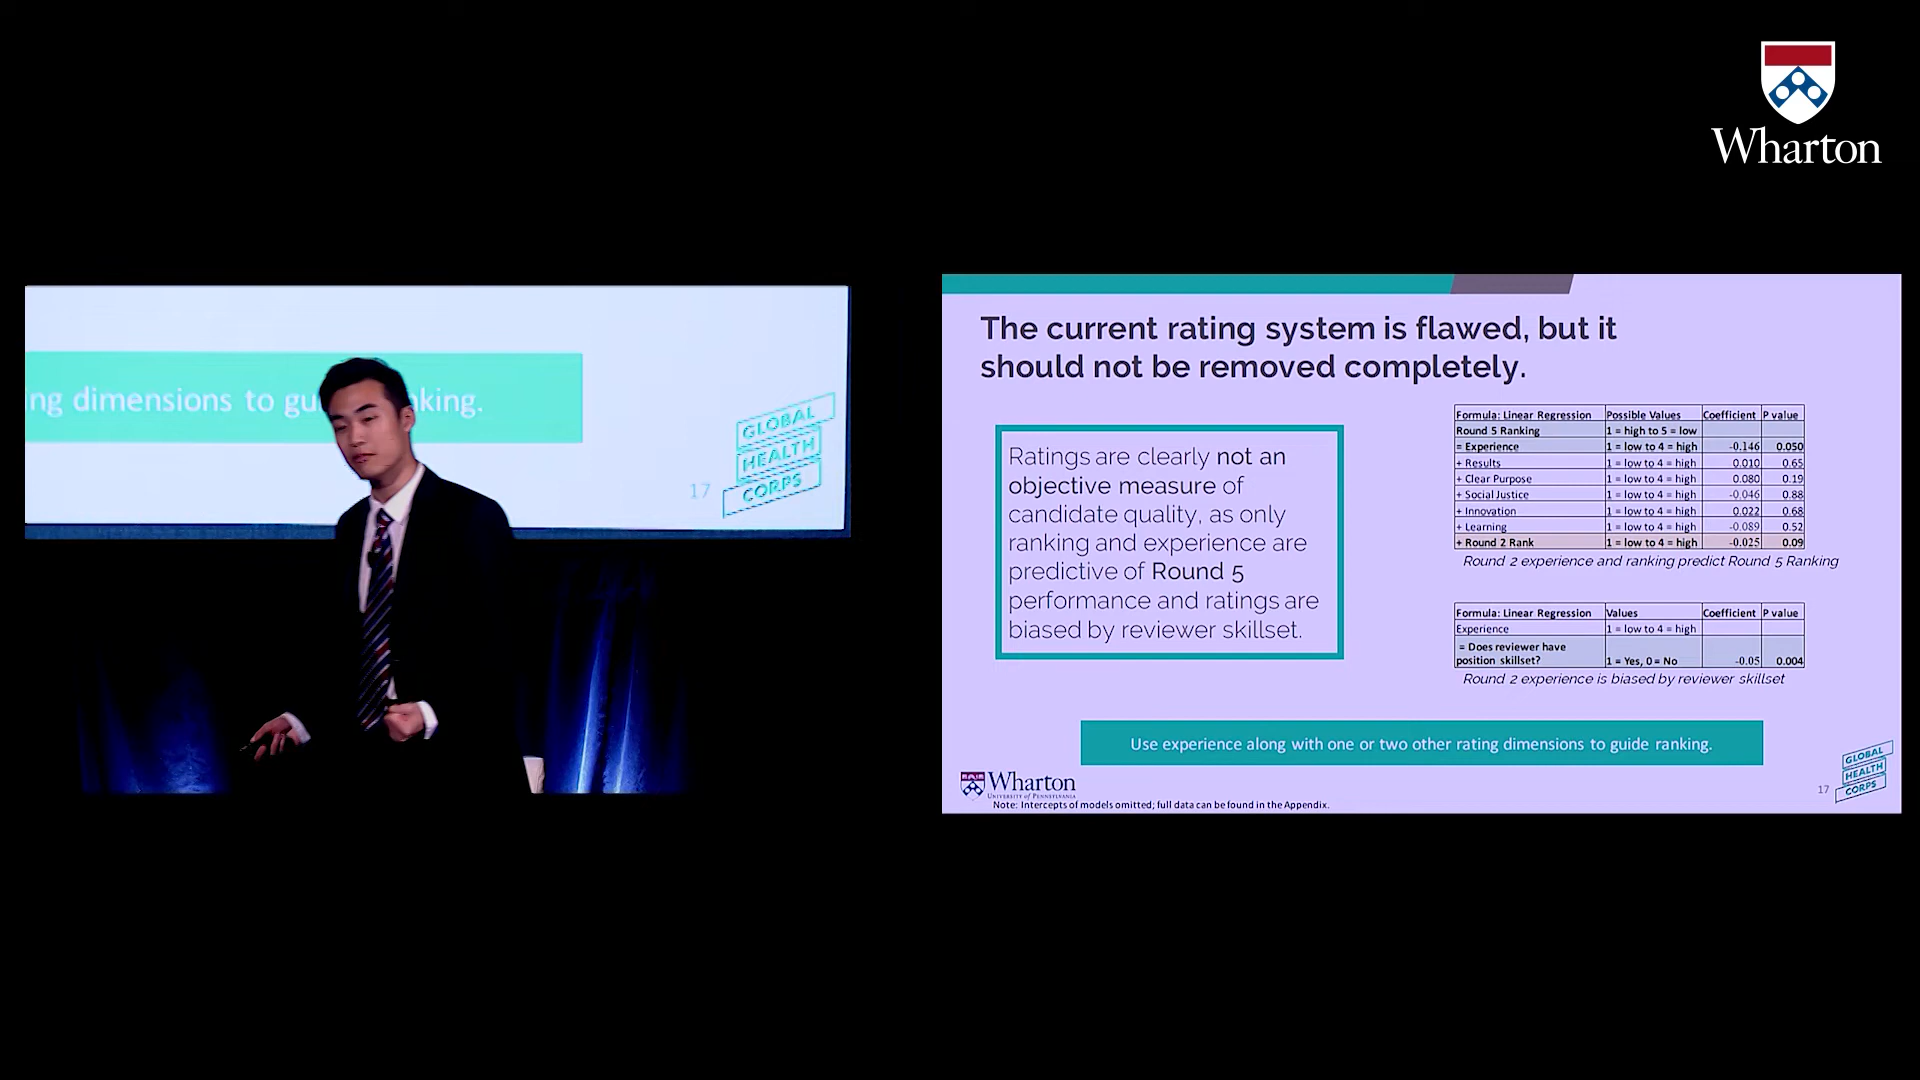 Wharton
ng dimensions to gu king.
GLOBAL
HEALTH
CORPS
17
The current rating system is flawed, but it
should not be removed completely.
Ratings are clearly not an
objective measure of
candidate quality, as only
ranking and experience are
predictive of Round 5
performance and ratings are
biased by reviewer skillset.
Formula: Linear Regression Possible Values Coefficient P value
Round 5 Ranking 1 = high to 5 = low
= Experience 1 = low to 4 = high -0.146 0.050
+ Results 1 = low to 4 = high 0.010 0.65
+ Clear Purpose 1 = low to 4 = high 0.080 0.19
+ Social Justice 1 = low to 4 = high -0.046 0.88
+ Innovation 1 = low to 4 = high 0.022 0.68
+ Learning 1 = low to 4 = high -0.089 0.52
+ Round 2 Rank 1 = low to 4 = high -0.025 0.09
Round 2 experience and ranking predict Round 5 Ranking
Formula: Linear Regression Values Coefficient P value
Experience 1 = low to 4 = high
= Does reviewer have
position skillset? 1 = Yes, 0 = No -0.05 0.004
Round 2 experience is biased by reviewer skillset
Use experience along with one or two other rating dimensions to guide ranking.
Wharton
UNIVERSITY of PENNSYLVANIA
Note: Intercepts of models omitted; full data can be found in the Appendix.
17
GLOBAL
HEALTH
CORPS